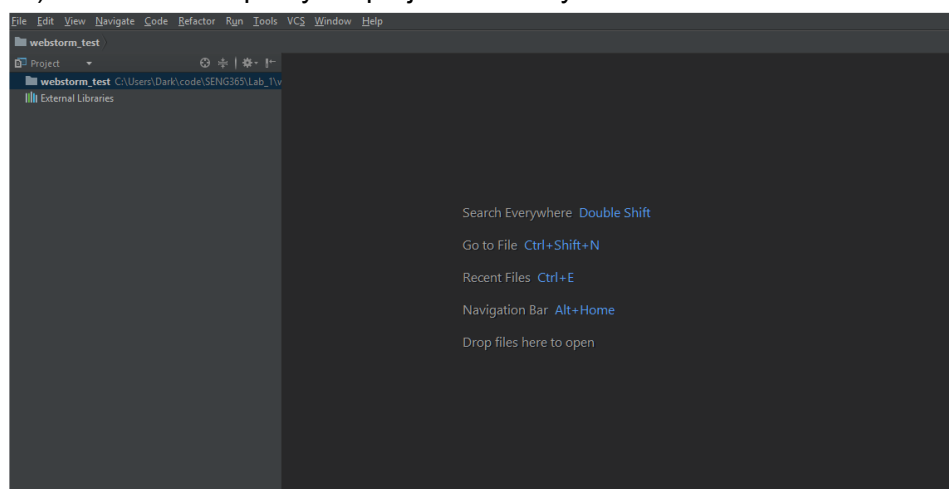 File Edit View Navigate Code Refactor Run Tools VCS Window Help
webstorm_test
Project
webstorm_test C:\Users\Dark\code\SENG365\Lab_1\
External Libraries
Search Everywhere Double Shift
Go to File Ctrl+Shift+N
Recent Files Ctrl+E
Navigation Bar Alt+Home
Drop files here to open